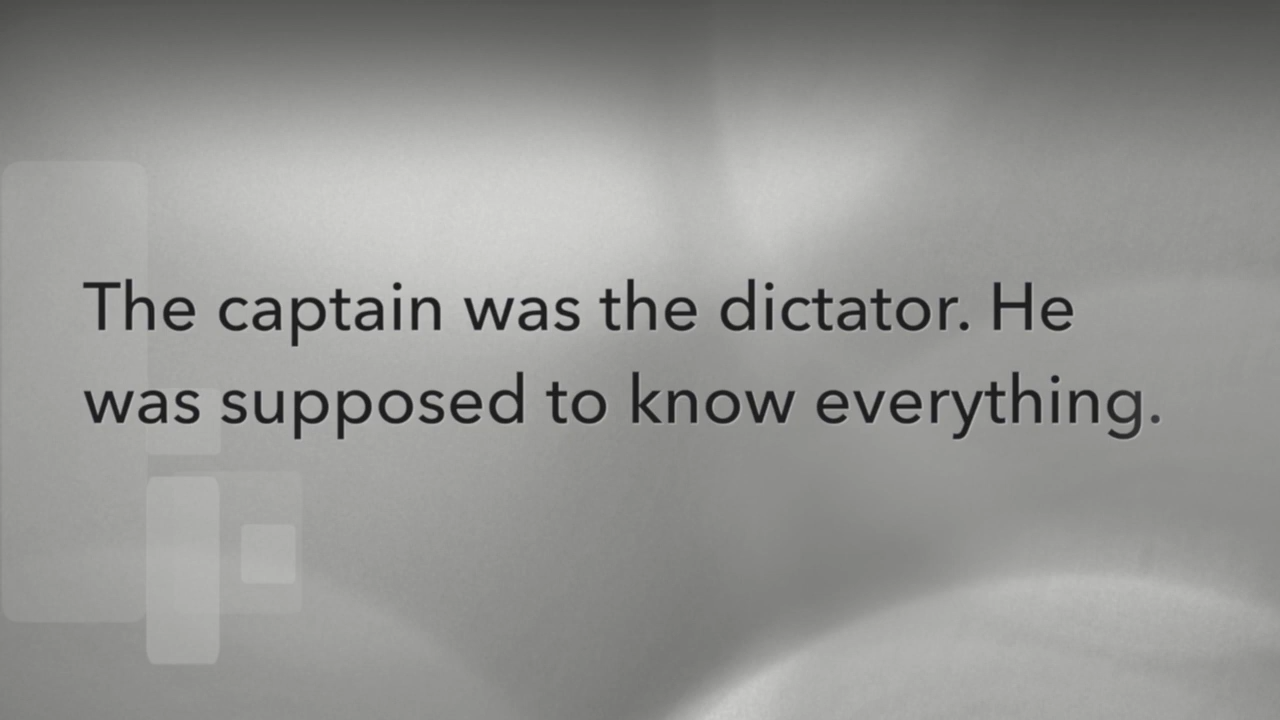 The captain was the dictator. He
was supposed to know everything.